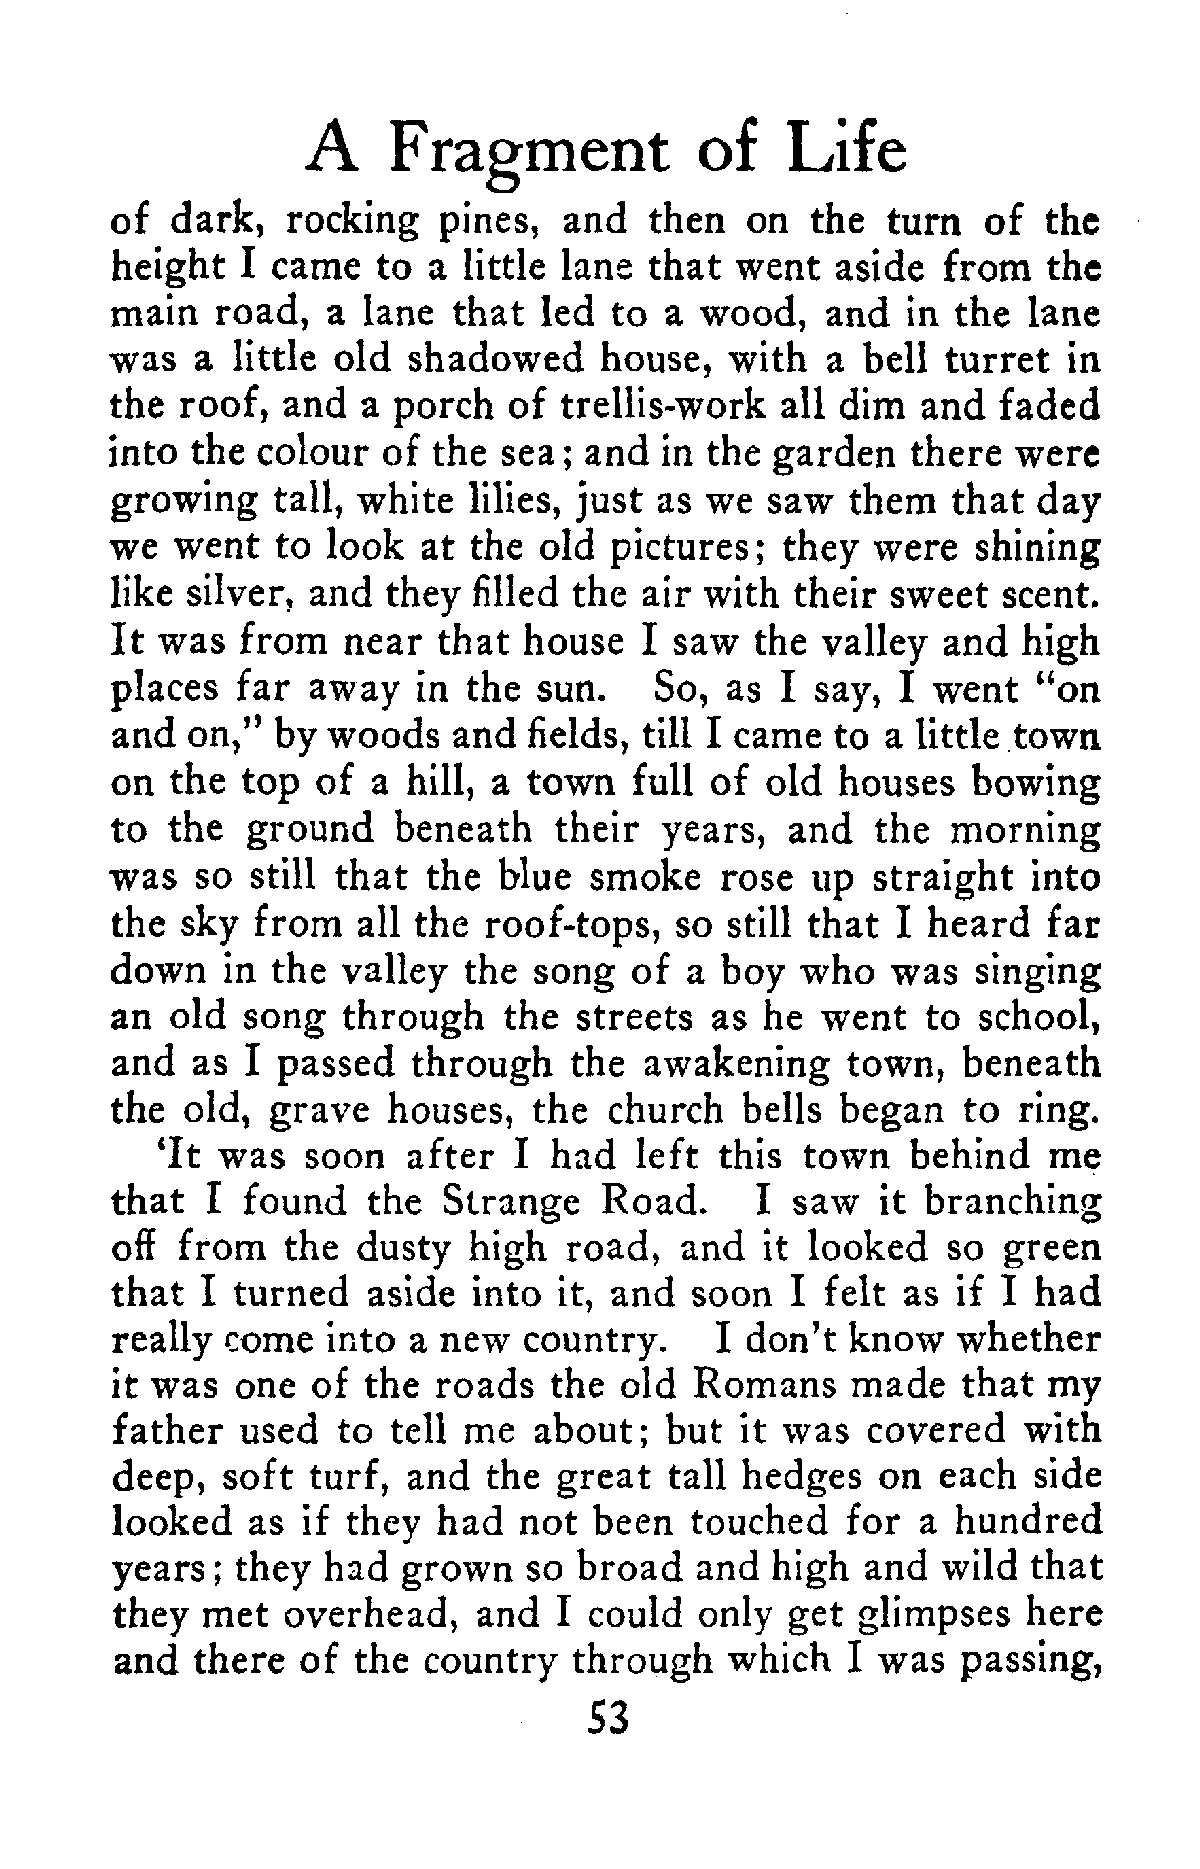 A Fragment of Life
of dark, rocking pines, and then on the turn of the
height I came to a little lane that went aside from the
main road, a lane that led to a wood, and in the lane
was a little old shadowed house, with a bell turret in
the roof, and a porch of trellis-work all dim and faded
into the colour of the sea; and in the garden there were
growing tall, white lilies, just as we saw them that day
we went to look at the old pictures; they were shining
like silver, and they filled the air with their sweet scent.
It was from near that house I saw the valley and high
places far away in the sun. So, as I say, I went "on
and on," by woods and fields, till I came to a little town
on the top of a hill, a town full of old houses bowing
to the ground beneath their years, and the morning
was so still that the blue smoke rose up straight into
the sky from all the roof-tops, so still that I heard far
down in the valley the song of a boy who was singing
an old song through the streets as he went to school,
and as I passed through the awakening town, beneath
the old, grave houses, the church bells began to ring.
'It was soon after I had left this town behind me
that I found the Strange Road. I saw it branching
off from the dusty high road, and it looked so green
that I turned aside into it, and soon I felt as if I had
really come into a new country. I don't know whether
it was one of the roads the old Romans made that my
father used to tell me about; but it was covered with
deep, soft turf, and the great tall hedges on each side
looked as if they had not been touched for a hundred
years; they had grown so broad and high and wild that
they met overhead, and I could only get glimpses here
and there of the country through which I was passing,
53